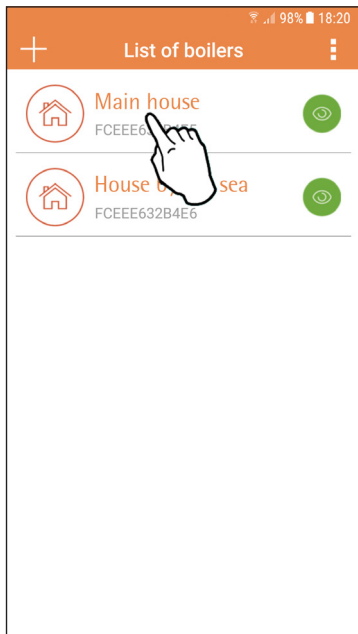 98% 18:20
List of boilers
Main house
House sea
FCEEE632B4E6